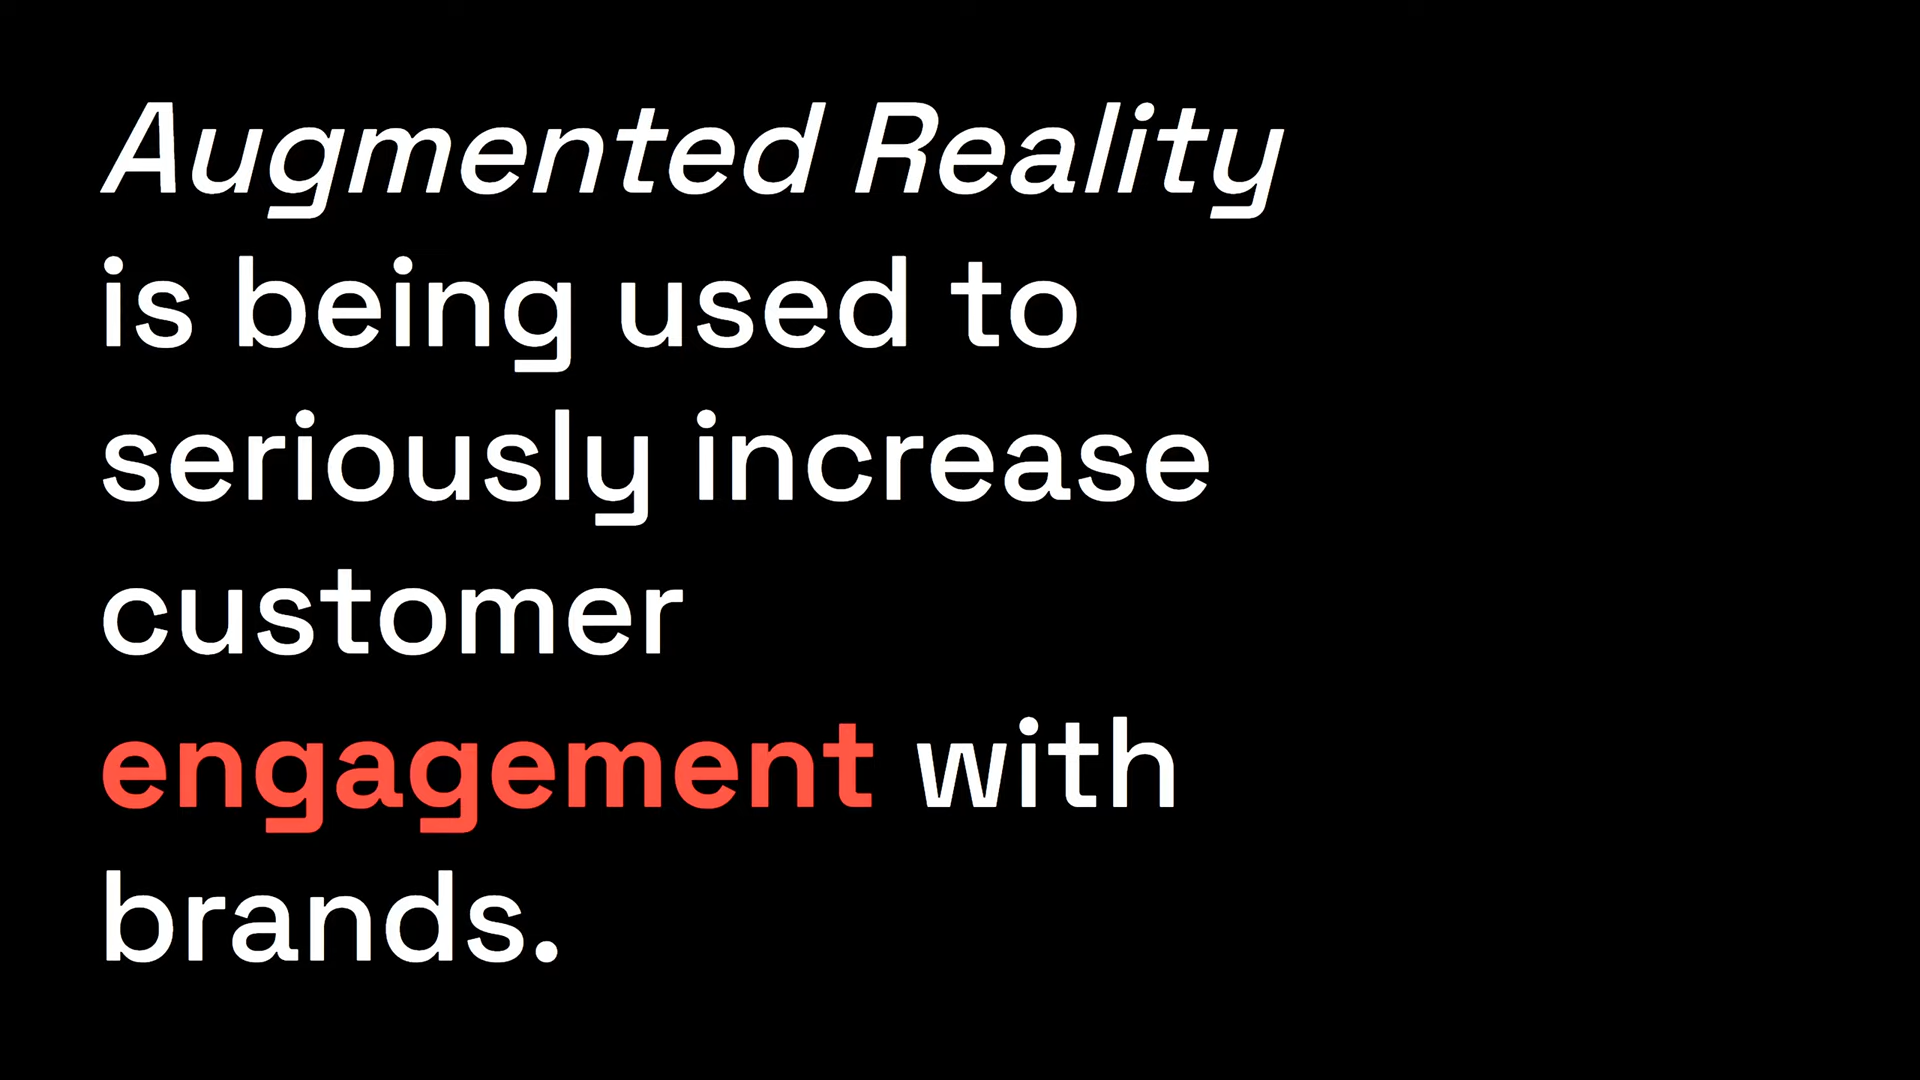 Augmented Reality
is being used to
seriously increase
customer
engagement with
brands.